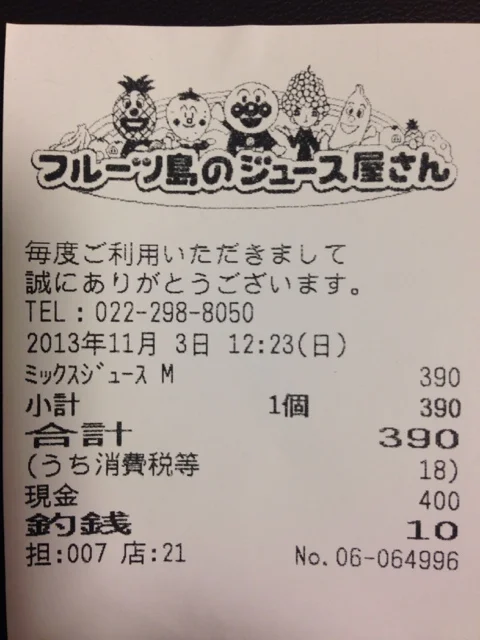 フルーツ島のジュース屋さん
毎度ご利用いただきまして
誠にありがとうございます。
TEL：022-298-8050
2013年11月 3日 12:23(日)
ﾐｯｸｽｼﾞｭｰｽ M 390
小計 1個 390
合計 390
(うち消費税等 18)
現金 400
釣銭 10
担:007 店:21 No.06-064996